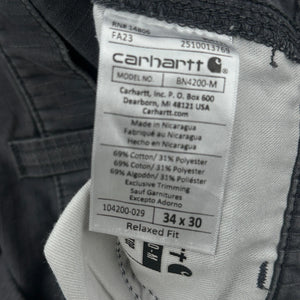 RN# 14806
FA23 2510013769
carhartt
MODEL NO. BN4200-M
Carhartt, Inc. P.O. Box 600
Dearborn, MI 48121 USA
Carhartt.com
Made in Nicaragua
Fabriqué au Nicaragua
Hecho en Nicaragua
69% Cotton/ 31% Polyester
69% Coton/ 31% Polyester
69% Algodón/ 31% Poliéster
Exclusive Trimming
Sauf Garnitures
Excepto Adorno
104200-029 34 x 30
Relaxed Fit